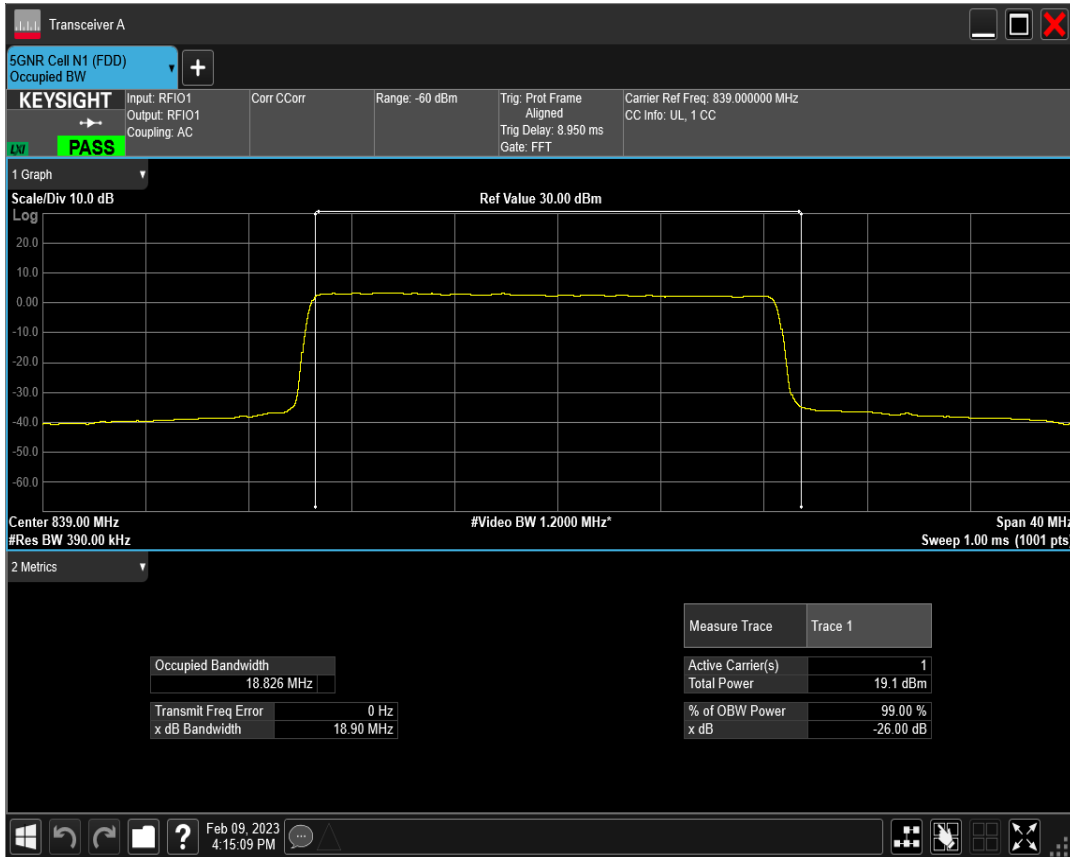 Transceiver A
5GNR Cell N1 (FDD)
Occupied BW
+
KEYSIGHT
LXI
PASS
Input: RFIO1
Output: RFIO1
Coupling: AC
Corr CCorr
Range: -60 dBm
Trig: Prot Frame
Aligned
Trig Delay: 8.950 ms
Gate: FFT
Carrier Ref Freq: 839.000000 MHz
CC Info: UL, 1 CC
1 Graph
Scale/Div 10.0 dB
Ref Value 30.00 dBm
Log
20.0
10.0
0.00
-10.0
-20.0
-30.0
-40.0
-50.0
-60.0
Center 839.00 MHz
#Video BW 1.2000 MHz*
Span 40 MHz
#Res BW 390.00 kHz
Sweep 1.00 ms (1001 pts)
2 Metrics
Measure Trace Trace 1
Occupied Bandwidth
18.826 MHz
Active Carrier(s) 1
Total Power 19.1 dBm
Transmit Freq Error 0 Hz
x dB Bandwidth 18.90 MHz
% of OBW Power 99.00 %
x dB -26.00 dB
?
Feb 09, 2023
4:15:09 PM